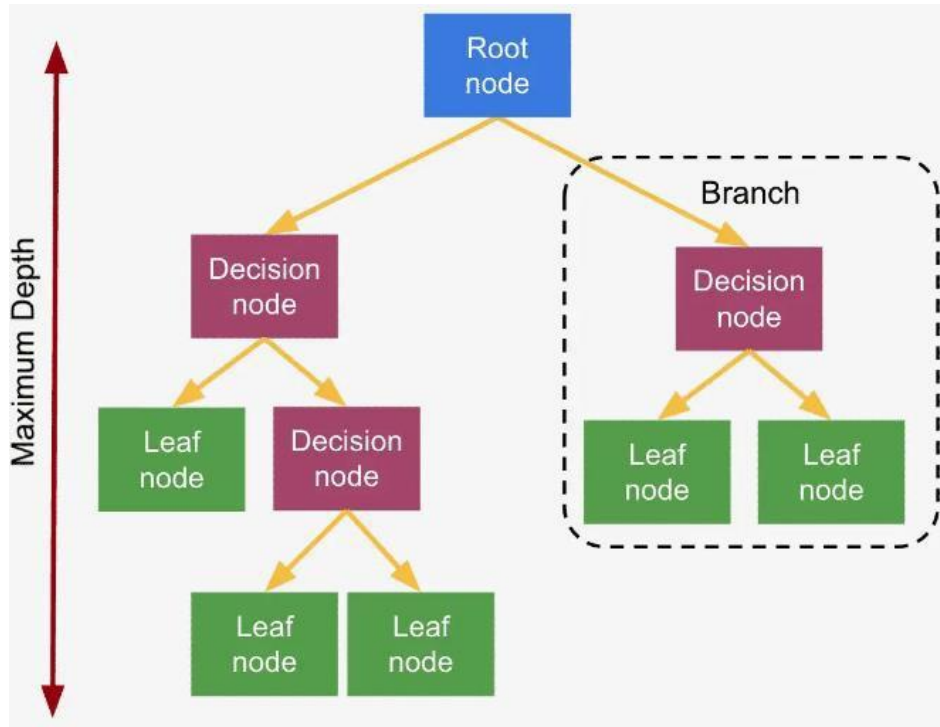 Root
node
Branch
Maximum Depth
Decision
node
Decision
node
Leaf
node
Decision
node
Leaf
node
Leaf
node
Leaf
node
Leaf
node